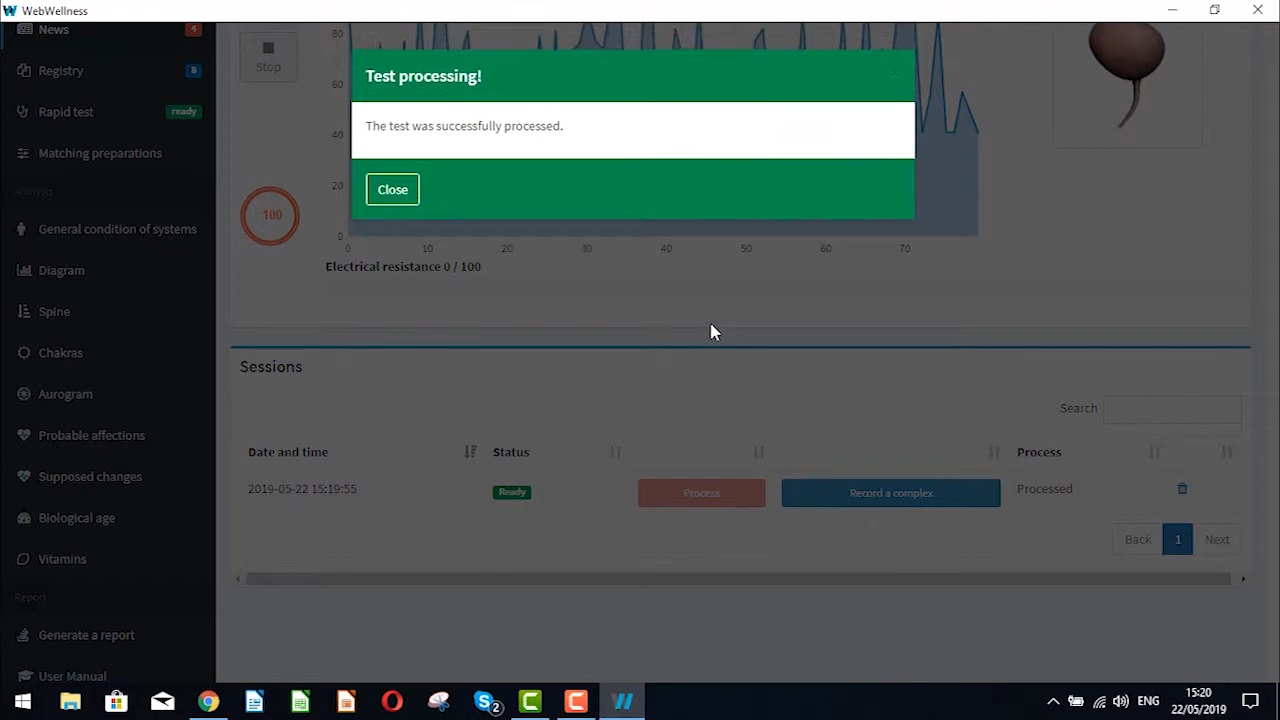 WebWellness
News 4
Registry 8
Rapid test ready
Matching preparations
General condition of systems
Diagram
Spine
Chakras
Aurogram
Probable affections
Supposed changes
Biological age
Vitamins
Report
Generate a report
User Manual
Stop
100
80
60
40
20
0
0 10 20 30 40 50 60 70
Electrical resistance 0 / 100
Test processing!
×
The test was successfully processed.
Close
Sessions
Search
Date and time Status Process
2019-05-22 15:19:55 Ready Process Record a complex Processed
Back 1 Next
2
ENG
15:20
22/05/2019